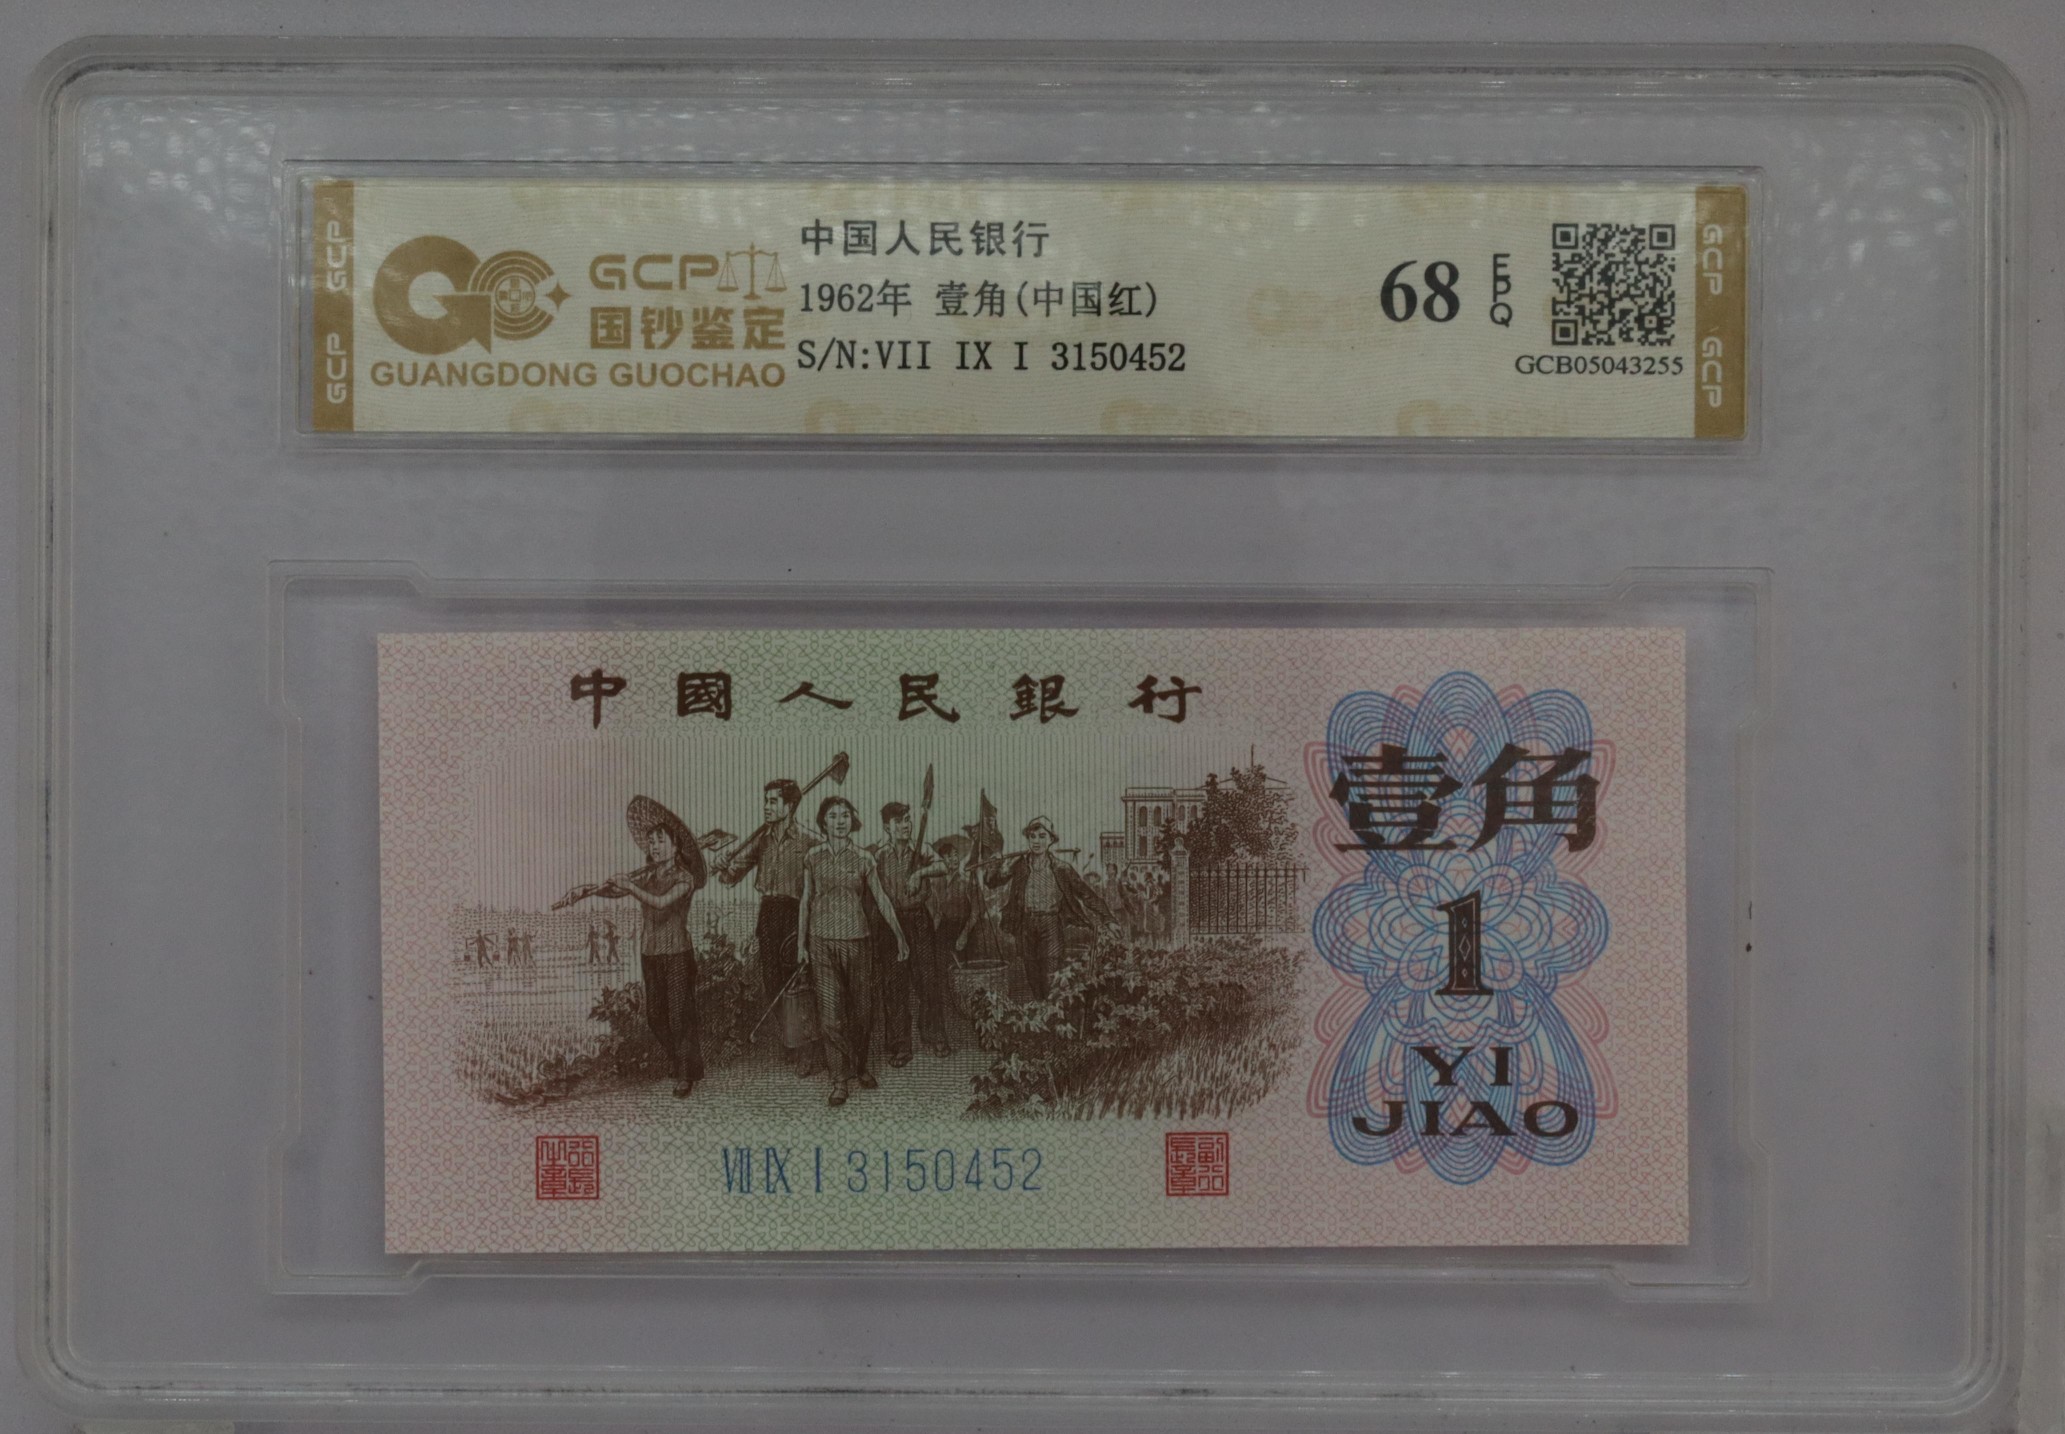 GCP
GCP
GCP
国钞鉴定
GUANGDONG GUOCHAO
中国人民银行
1962年 壹角(中国红)
S/N:VII IX I 3150452
68 EPQ
GCB05043255
GCP
GCP
中國人民銀行
壹角
1
YI
JIAO
VII IX I 3150452